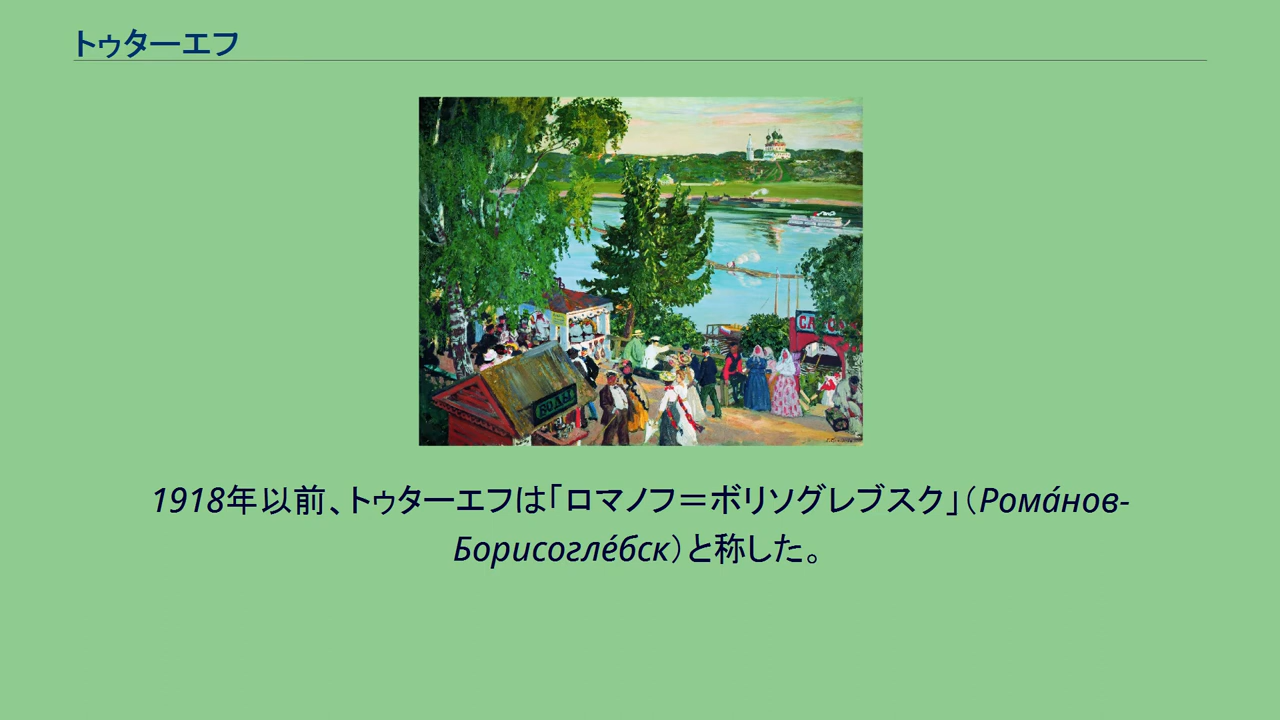 トゥターエフ
ВОДЫ
1918年以前、トゥターエフは「ロマノフ＝ボリソグレブスク」（Рома́нов-
Борисогле́бск）と称した。